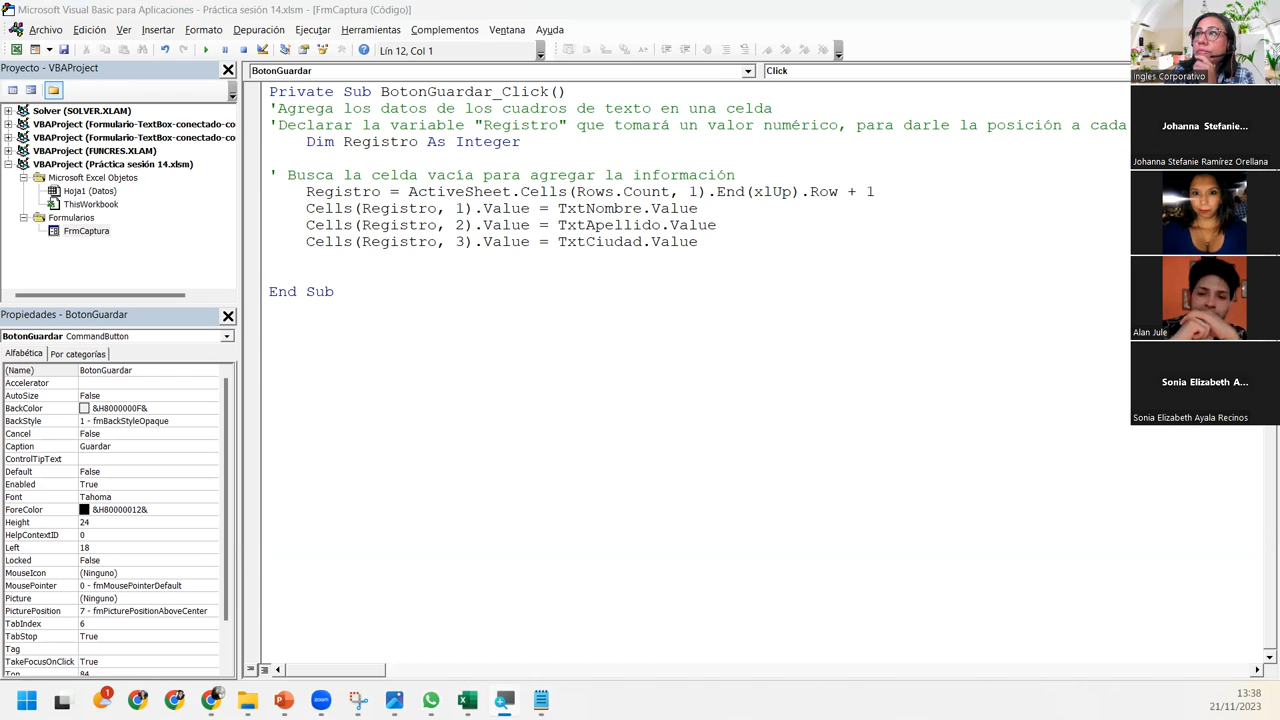 Microsoft Visual Basic para Aplicaciones - Práctica sesión 14.xlsm - [FrmCaptura (Código)]
Archivo Edición Ver Insertar Formato Depuración Ejecutar Herramientas Complementos Ventana Ayuda
Lín 12, Col 1
Proyecto - VBAProject
Solver (SOLVER.XLAM)
VBAProject (Formulario-TextBox-conectado-co
VBAProject (Formulario-TextBox-conectado-co
VBAProject (FUNCRES.XLAM)
VBAProject (Práctica sesión 14.xlsm)
Microsoft Excel Objetos
Hoja1 (Datos)
ThisWorkbook
Formularios
FrmCaptura
Propiedades - BotonGuardar
BotonGuardar CommandButton
Alfabética Por categorías
(Name) BotonGuardar
Accelerator
AutoSize False
BackColor &H8000000F&
BackStyle 1 - fmBackStyleOpaque
Cancel False
Caption Guardar
ControlTipText
Default False
Enabled True
Font Tahoma
ForeColor &H80000012&
Height 24
HelpContextID 0
Left 18
Locked False
MouseIcon (Ninguno)
MousePointer 0 - fmMousePointerDefault
Picture (Ninguno)
PicturePosition 7 - fmPicturePositionAboveCenter
TabIndex 6
TabStop True
Tag
TakeFocusOnClick True
BotonGuardar Click
Private Sub BotonGuardar_Click()
'Agrega los datos de los cuadros de texto en una celda
'Declarar la variable "Registro" que tomará un valor numérico, para darle la posición a cada
Dim Registro As Integer
' Busca la celda vacía para agregar la información
Registro = ActiveSheet.Cells(Rows.Count, 1).End(xlUp).Row + 1
Cells(Registro, 1).Value = TxtNombre.Value
Cells(Registro, 2).Value = TxtApellido.Value
Cells(Registro, 3).Value = TxtCiudad.Value
End Sub
Ingles Corporativo
Johanna Stefanie...
Johanna Stefanie Ramírez Orellana
Alan Jule
Sonia Elizabeth A...
Sonia Elizabeth Ayala Recinos
1
zoom
13:38
21/11/2023